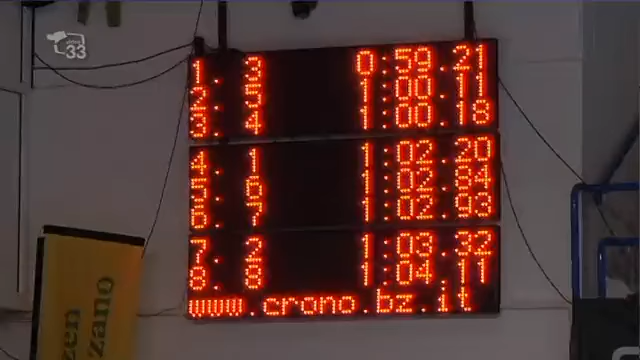 33
1. 3 0:59.21
2. 5 1:00.11
3. 4 1:00.18
4. 1 1:02.20
5. 6 1:02.84
6. 7 1:02.93
7. 2 1:03.32
8. 8 1:04.11
www.crono.bz.it
zen
zano